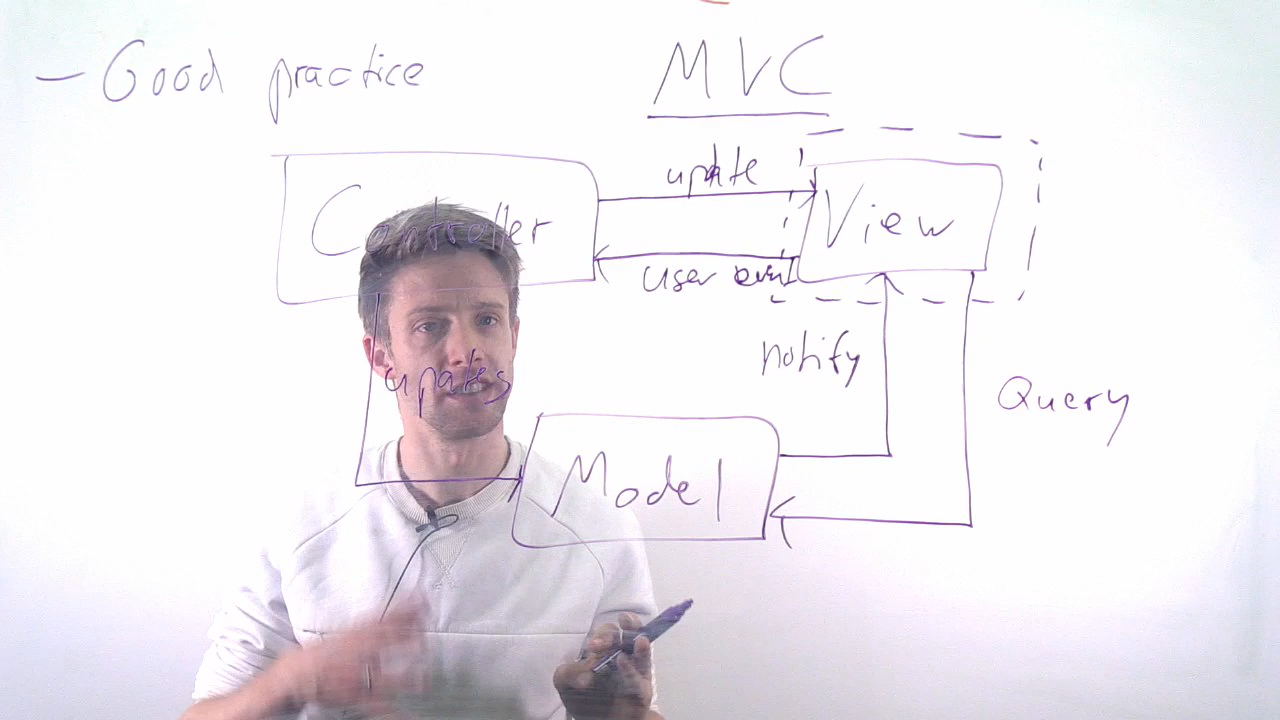 - Good practice
MVC
update
Controller
View
user event
notify
updates
Query
Model